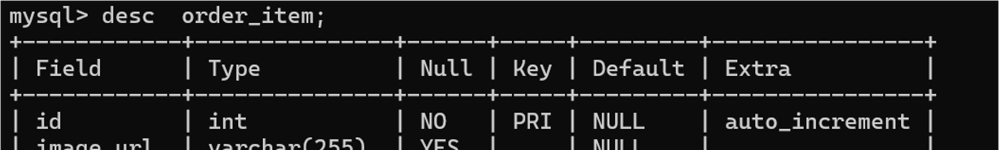 mysql> desc  order_item;
+------------+---------------+------+-----+---------+----------------+
| Field      | Type          | Null | Key | Default | Extra          |
+------------+---------------+------+-----+---------+----------------+
| id         | int           | NO   | PRI | NULL    | auto_increment |
| image_url  | varchar(255)  | YES  |     | NULL    |                |